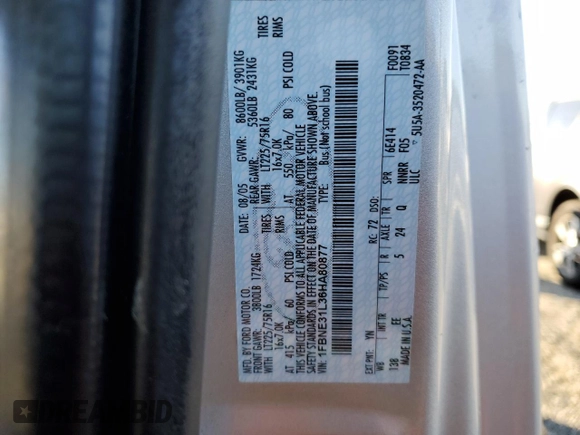 MFD. BY FORD MOTOR CO.
DATE: 08/05 GVWR: 8600LB/ 3901KG
FRONT GAWR: 3800LB 1724KG REAR GAWR: 5360LB 2431KG
WITH LT225/75R16 TIRES WITH LT225/75R16 TIRES
16x7.0K RIMS 16x7.0K RIMS
AT 415 kPa/ 60 PSI COLD AT 550 kPa/ 80 PSI COLD
THIS VEHICLE CONFORMS TO ALL APPLICABLE FEDERAL MOTOR VEHICLE
SAFETY STANDARDS IN EFFECT ON THE DATE OF MANUFACTURE SHOWN ABOVE.
VIN: 1FBNE31L36HA80877 TYPE: Bus (Not school bus)
F0091
T0834
EXT PNT: YN RC: 72 DSO:
WB INT TR TP/PS R AXLE TR SPR 6E414
138 EE 5 24 Q NNRR F05
MADE IN U.S.A. ULC
5U5A-3520472-AA
DREAMBID